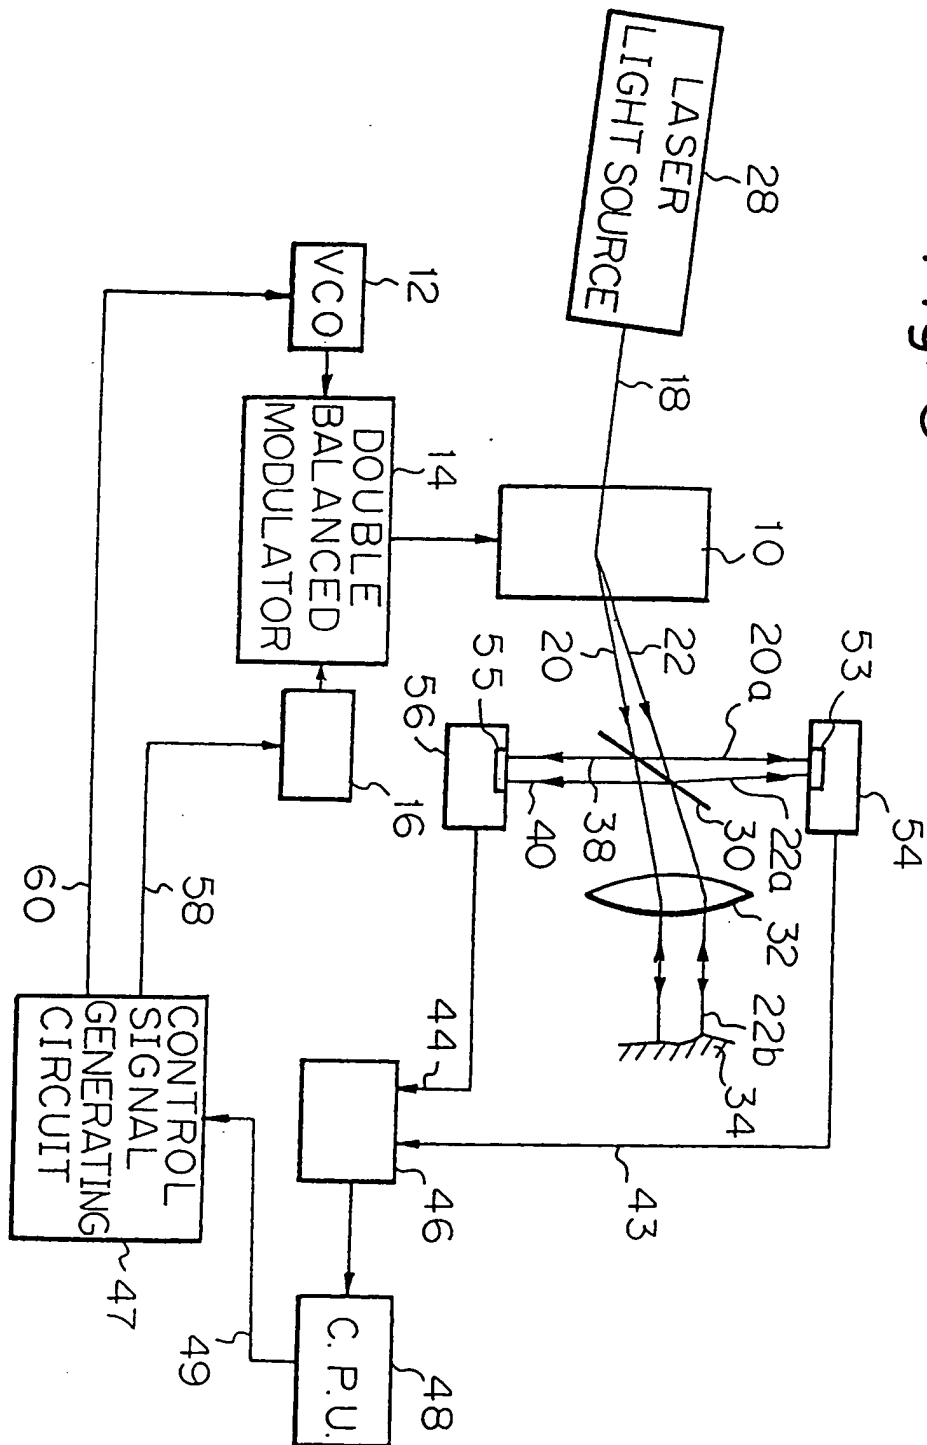 LASER
LIGHT SOURCE
28
18
10
22
20
20a
53
54
22a
30
32
22b
34
38
40
55
56
43
44
46
12
VCO
14
DOUBLE
BALANCED
MODULATOR
16
58
60
CONTROL
SIGNAL
GENERATING
CIRCUIT
47
49
C. P. U.
48